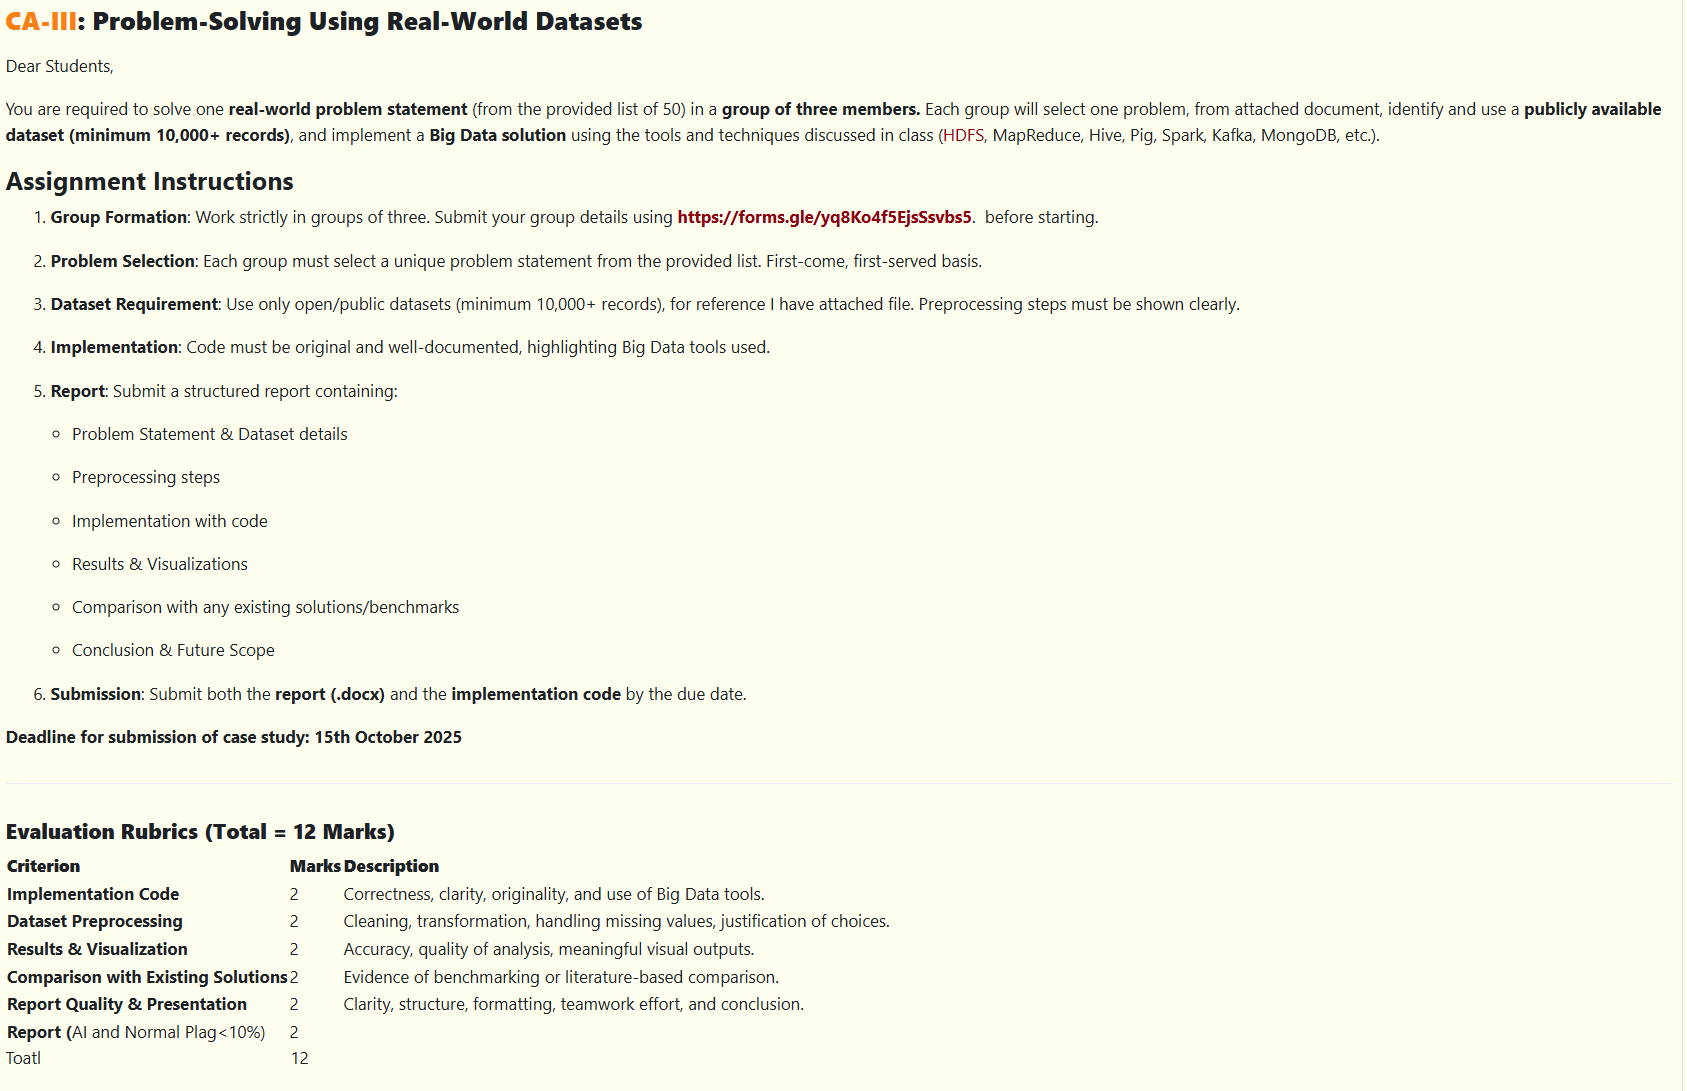 CA-III: Problem-Solving Using Real-World Datasets
Dear Students,
You are required to solve one real-world problem statement (from the provided list of 50) in a group of three members. Each group will select one problem, from attached document, identify and use a publicly available
dataset (minimum 10,000+ records), and implement a Big Data solution using the tools and techniques discussed in class (HDFS, MapReduce, Hive, Pig, Spark, Kafka, MongoDB, etc.).
Assignment Instructions
1. Group Formation: Work strictly in groups of three. Submit your group details using https://forms.gle/yq8Ko4f5EjsSsvbs5.  before starting.
2. Problem Selection: Each group must select a unique problem statement from the provided list. First-come, first-served basis.
3. Dataset Requirement: Use only open/public datasets (minimum 10,000+ records), for reference I have attached file. Preprocessing steps must be shown clearly.
4. Implementation: Code must be original and well-documented, highlighting Big Data tools used.
5. Report: Submit a structured report containing:
○ Problem Statement & Dataset details
○ Preprocessing steps
○ Implementation with code
○ Results & Visualizations
○ Comparison with any existing solutions/benchmarks
○ Conclusion & Future Scope
6. Submission: Submit both the report (.docx) and the implementation code by the due date.
Deadline for submission of case study: 15th October 2025
Evaluation Rubrics (Total = 12 Marks)
Criterion Marks Description
Implementation Code 2 Correctness, clarity, originality, and use of Big Data tools.
Dataset Preprocessing 2 Cleaning, transformation, handling missing values, justification of choices.
Results & Visualization 2 Accuracy, quality of analysis, meaningful visual outputs.
Comparison with Existing Solutions 2 Evidence of benchmarking or literature-based comparison.
Report Quality & Presentation 2 Clarity, structure, formatting, teamwork effort, and conclusion.
Report (AI and Normal Plag<10%) 2
Toatl 12